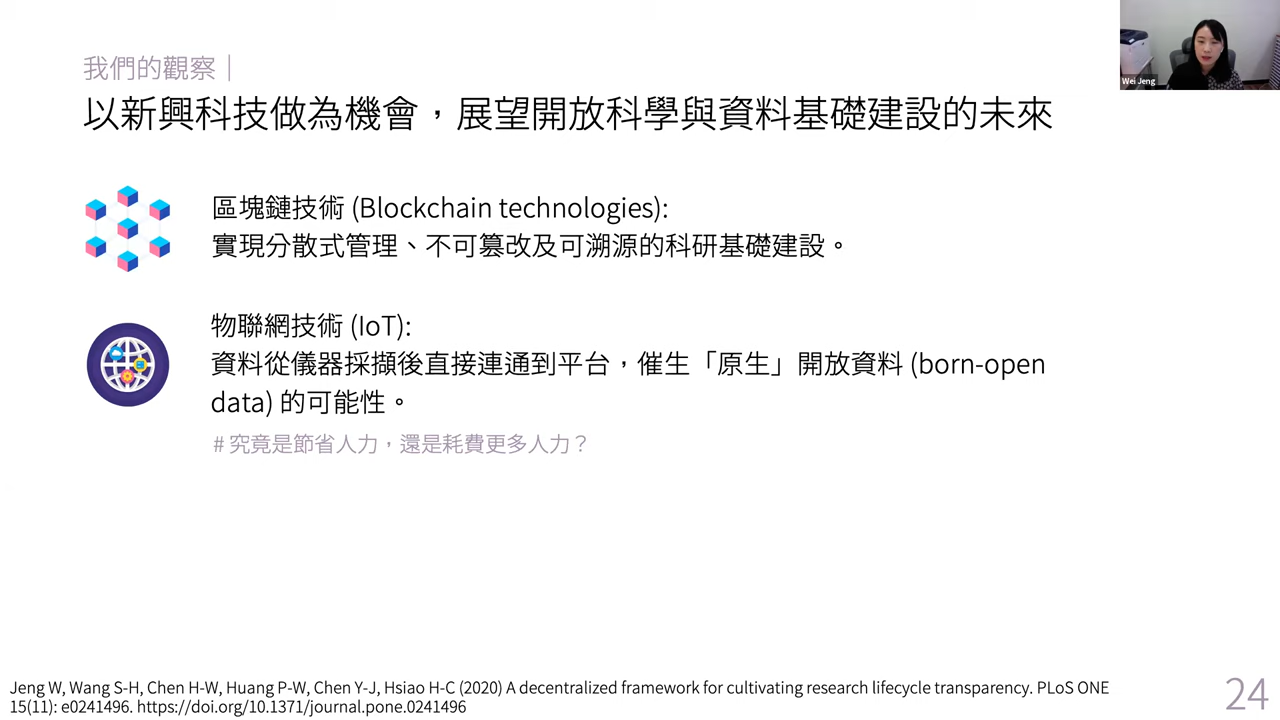 我們的觀察｜
以新興科技做為機會，展望開放科學與資料基礎建設的未來
Wei Jeng
區塊鏈技術 (Blockchain technologies):
實現分散式管理、不可篡改及可溯源的科研基礎建設。
物聯網技術 (IoT):
資料從儀器採擷後直接連通到平台，催生「原生」開放資料 (born-open
data) 的可能性。
# 究竟是節省人力，還是耗費更多人力？
Jeng W, Wang S-H, Chen H-W, Huang P-W, Chen Y-J, Hsiao H-C (2020) A decentralized framework for cultivating research lifecycle transparency. PLoS ONE
15(11): e0241496. https://doi.org/10.1371/journal.pone.0241496
24